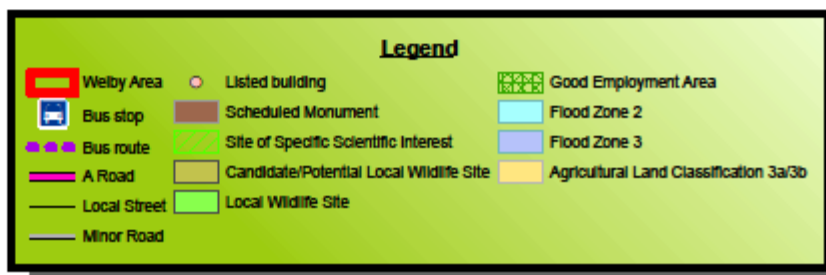 Legend
Welby Area
Bus stop
Bus route
A Road
Local Street
Minor Road
Listed building
Scheduled Monument
Site of Specific Scientific Interest
Candidate/Potential Local Wildlife Site
Local Wildlife Site
Good Employment Area
Flood Zone 2
Flood Zone 3
Agricultural Land Classification 3a/3b